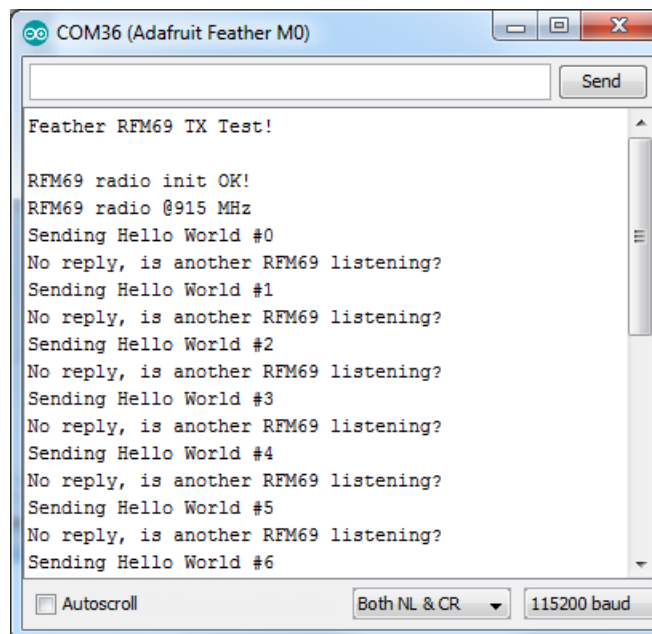 COM36 (Adafruit Feather M0)
Send
Feather RFM69 TX Test!
RFM69 radio init OK!
RFM69 radio @915 MHz
Sending Hello World #0
No reply, is another RFM69 listening?
Sending Hello World #1
No reply, is another RFM69 listening?
Sending Hello World #2
No reply, is another RFM69 listening?
Sending Hello World #3
No reply, is another RFM69 listening?
Sending Hello World #4
No reply, is another RFM69 listening?
Sending Hello World #5
No reply, is another RFM69 listening?
Sending Hello World #6
Autoscroll Both NL & CR 115200 baud